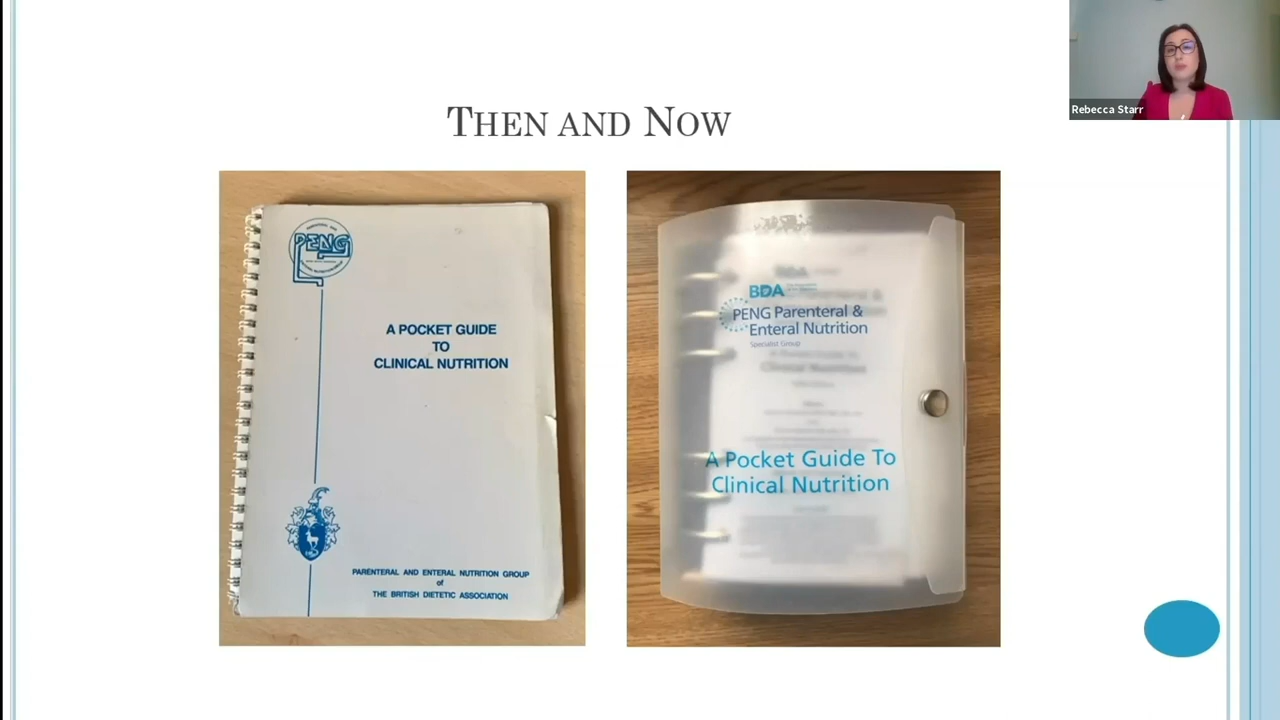 THEN AND NOW
Rebecca Starr
PENG
A POCKET GUIDE
TO
CLINICAL NUTRITION
PARENTERAL AND ENTERAL NUTRITION GROUP
of
THE BRITISH DIETETIC ASSOCIATION
BDA
PENG Parenteral &
Enteral Nutrition
Specialist Group
A Pocket Guide To
Clinical Nutrition